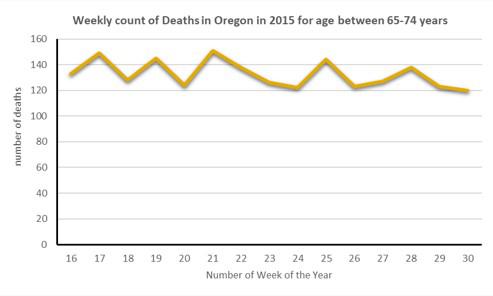 Weekly count of Deaths in Oregon in 2015 for age between 65-74 years
160
140
120
100
80
60
40
20
0
number of deaths
16 17 18 19 20 21 22 23 24 25 26 27 28 29 30
Number of Week of the Year